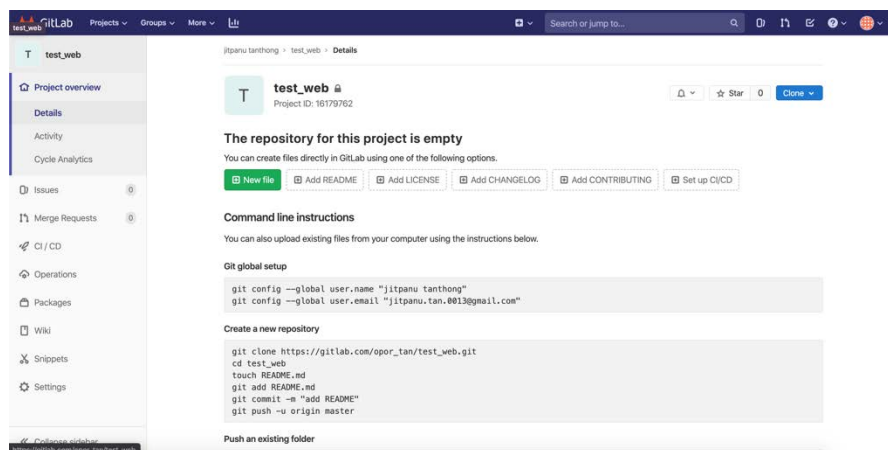 GitLab Projects Groups More Search or jump to...
test_web
T test_web
jitpanu tanthong > test_web > Details
Project overview
Details
Activity
Cycle Analytics
Issues 0
Merge Requests 0
CI / CD
Operations
Packages
Wiki
Snippets
Settings
Collapse sidebar
T
test_web
Project ID: 16179762
Star 0 Clone
The repository for this project is empty
You can create files directly in GitLab using one of the following options.
New file Add README Add LICENSE Add CHANGELOG Add CONTRIBUTING Set up CI/CD
Command line instructions
You can also upload existing files from your computer using the instructions below.
Git global setup
git config --global user.name "jitpanu tanthong"
git config --global user.email "jitpanu.tan.0013@gmail.com"
Create a new repository
git clone https://gitlab.com/opor_tan/test_web.git
cd test_web
touch README.md
git add README.md
git commit -m "add README"
git push -u origin master
Push an existing folder